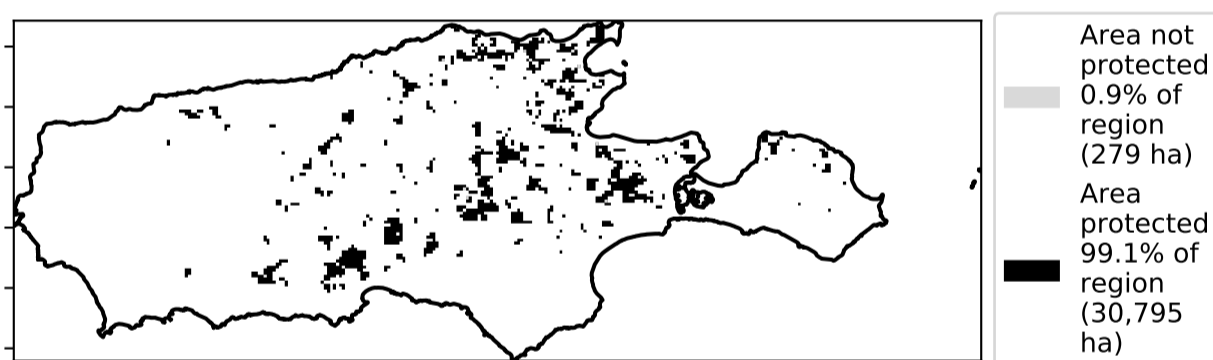 Area not
protected
0.9% of
region
(279 ha)
Area
protected
99.1% of
region
(30,795
ha)